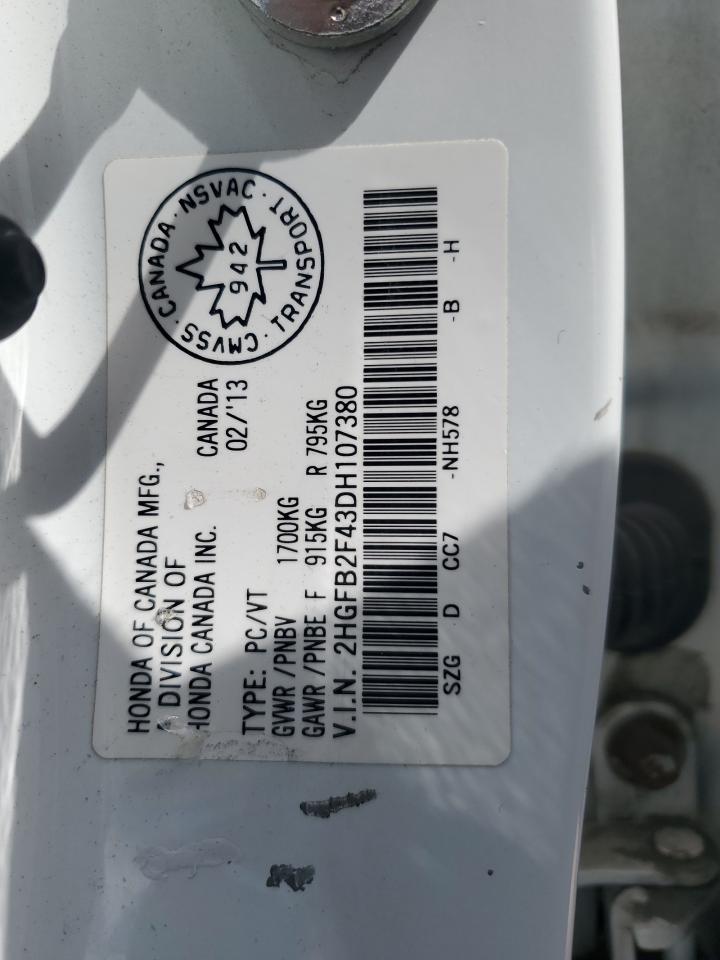 HONDA OF CANADA MFG.,
A DIVISION OF
HONDA CANADA INC.
CANADA
02/'13
CMVSS · CANADA · NSVAC · TRANSPORT ·
942
TYPE: PC/VT
GVWR /PNBV 1700KG
GAWR /PNBE F 915KG R 795KG
V.I.N. 2HGFB2F43DH107380
SZG D CC7 -NH578 -B -H